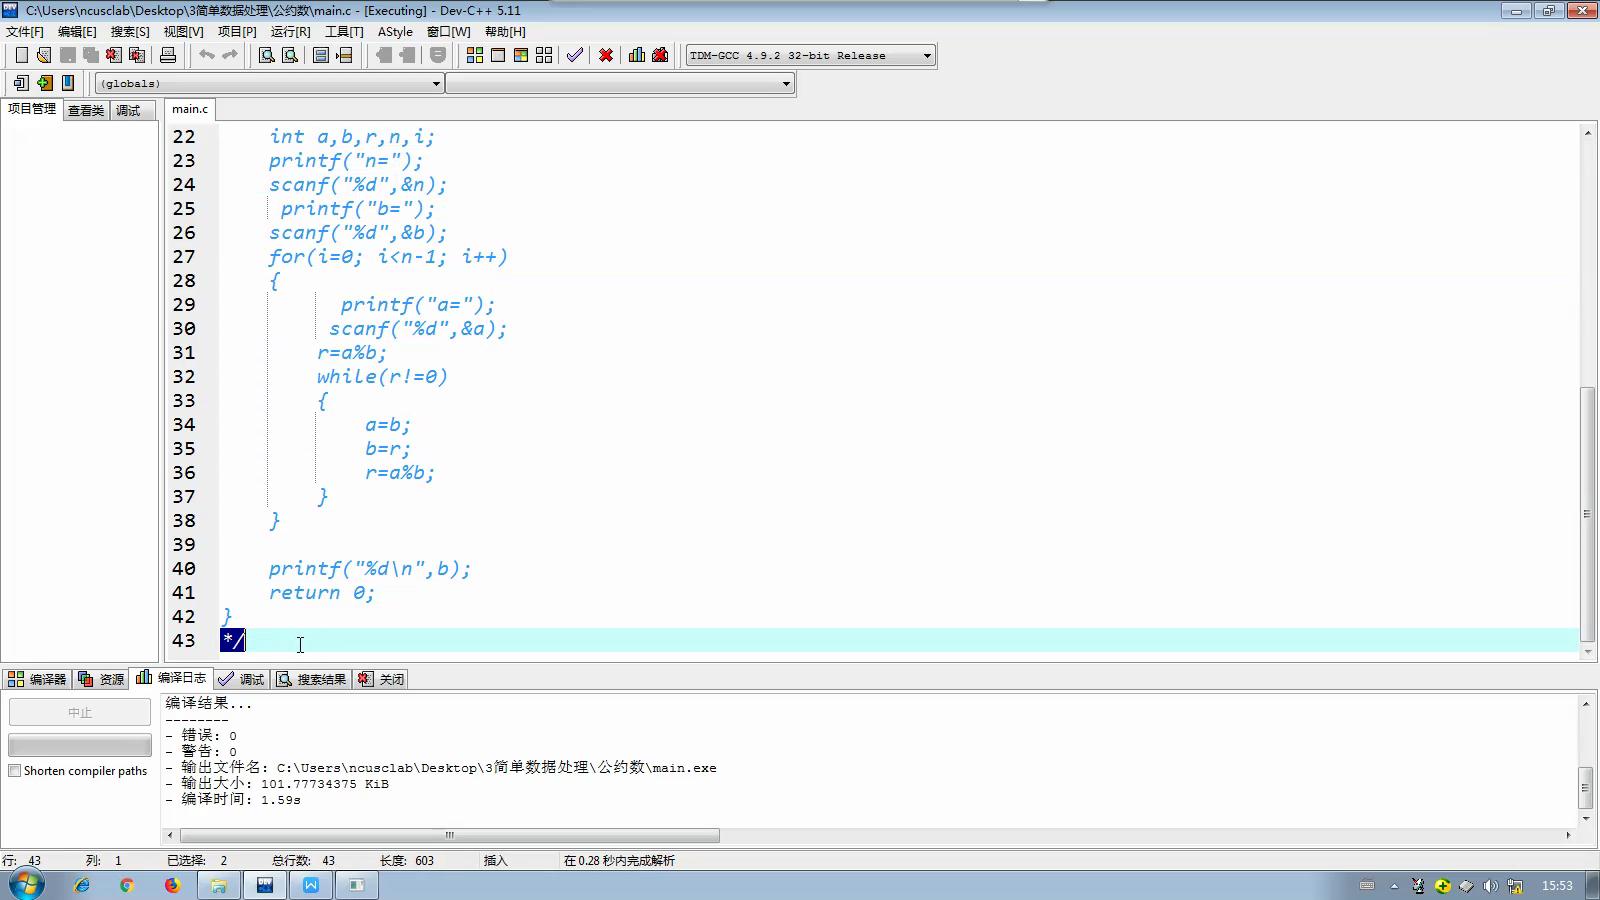 C:\Users\ncusclab\Desktop\3简单数据处理\公约数\main.c - [Executing] - Dev-C++ 5.11
文件[F] 编辑[E] 搜索[S] 视图[V] 项目[P] 运行[R] 工具[T] AStyle 窗口[W] 帮助[H]
TDM-GCC 4.9.2 32-bit Release
(globals)
项目管理 查看类 调试 main.c
22 int a,b,r,n,i;
23 printf("n=");
24 scanf("%d",&n);
25 printf("b=");
26 scanf("%d",&b);
27 for(i=0; i<n-1; i++)
28 {
29 printf("a=");
30 scanf("%d",&a);
31 r=a%b;
32 while(r!=0)
33 {
34 a=b;
35 b=r;
36 r=a%b;
37 }
38 }
39
40 printf("%d\n",b);
41 return 0;
42 }
43 */
编译器 资源 编译日志 调试 搜索结果 关闭
中止
Shorten compiler paths
编译结果...
--------
- 错误: 0
- 警告: 0
- 输出文件名: C:\Users\ncusclab\Desktop\3简单数据处理\公约数\main.exe
- 输出大小: 101.77734375 KiB
- 编译时间: 1.59s
行: 43 列: 1 已选择: 2 总行数: 43 长度: 603 插入 在 0.28 秒内完成解析
15:53